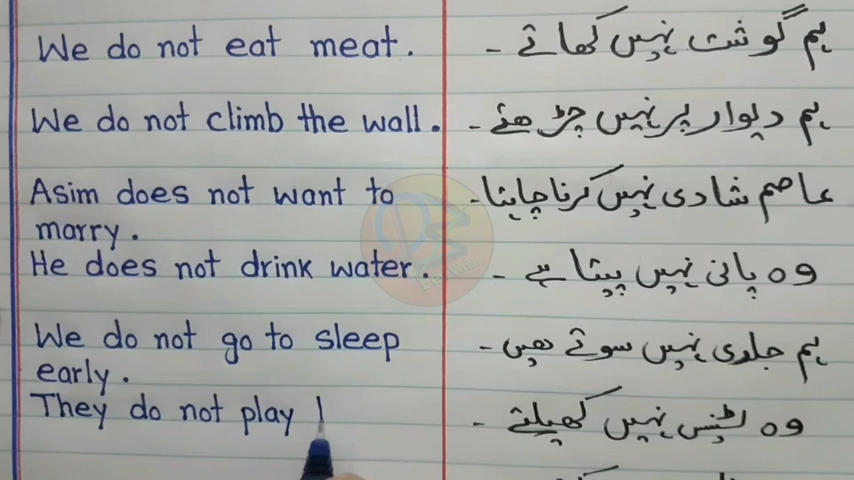 We do not eat meat. ہم گوشت نہیں کھاتے ۔
We do not climb the wall. ہم دیوار پر نہیں چڑھتے ۔
Asim does not want to عاصم شادی نہیں کرنا چاہتا ۔
marry.
He does not drink water. وہ پانی نہیں پیتا ہے ۔
We do not go to sleep ہم جلدی نہیں سوتے ھیں ۔
early.
They do not play وہ ٹینس نہیں کھیلتے ۔